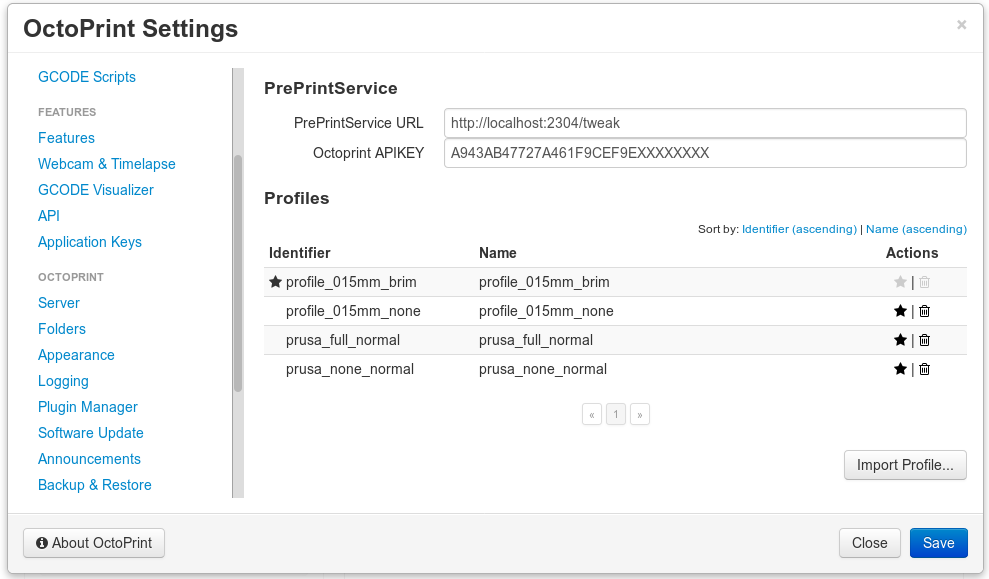 OctoPrint Settings
×
GCODE Scripts
FEATURES
Features
Webcam & Timelapse
GCODE Visualizer
API
Application Keys
OCTOPRINT
Server
Folders
Appearance
Logging
Plugin Manager
Software Update
Announcements
Backup & Restore
PrePrintService
PrePrintService URL http://localhost:2304/tweak
Octoprint APIKEY A943AB47727A461F9CEF9EXXXXXXXX
Profiles
Sort by: Identifier (ascending) | Name (ascending)
Identifier Name Actions
profile_015mm_brim profile_015mm_brim |
profile_015mm_none profile_015mm_none |
prusa_full_normal prusa_full_normal |
prusa_none_normal prusa_none_normal |
« 1 »
Import Profile...
About OctoPrint Close Save